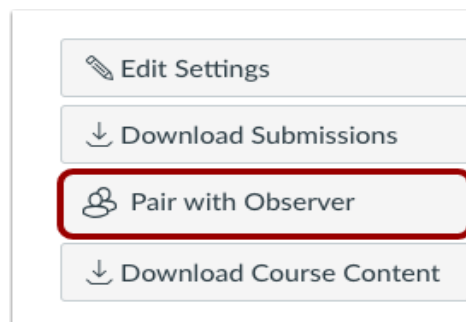 Edit Settings
Download Submissions
Pair with Observer
Download Course Content